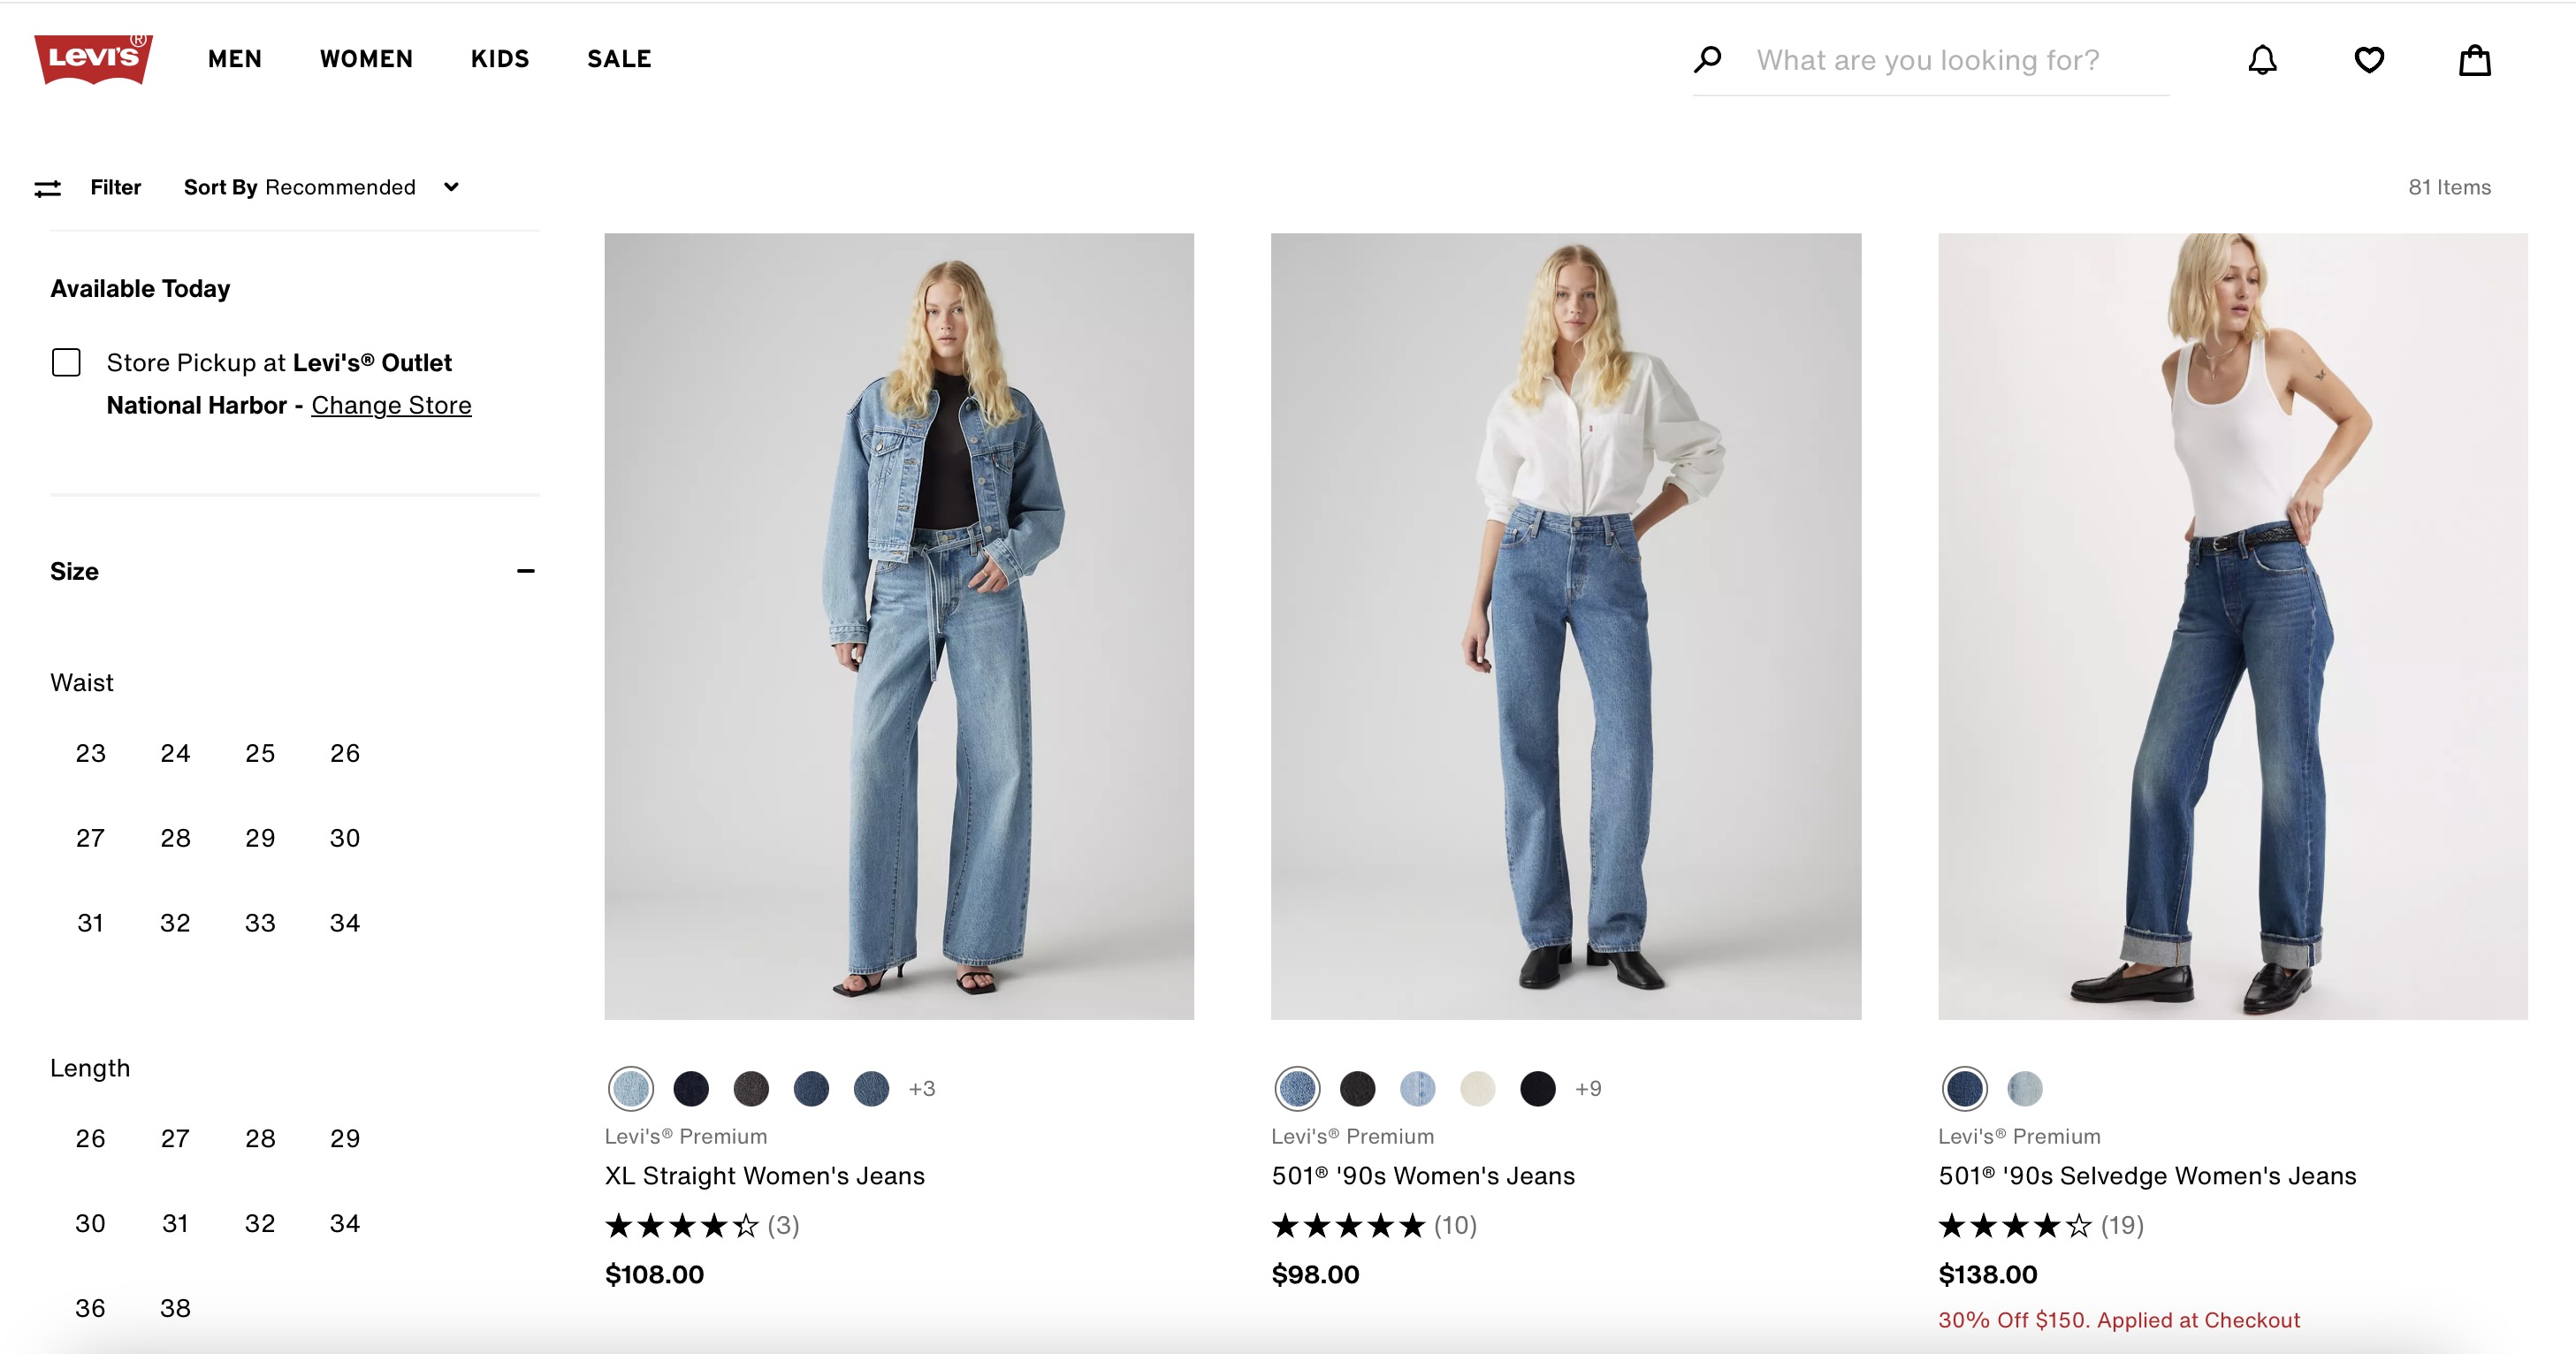 Levi's®
MEN WOMEN KIDS SALE
What are you looking for?
Filter Sort By Recommended
81 Items
Available Today
Store Pickup at Levi's® Outlet
National Harbor - Change Store
Size
Waist
23 24 25 26
27 28 29 30
31 32 33 34
Length
26 27 28 29
30 31 32 34
36 38
+3
Levi's® Premium
XL Straight Women's Jeans
(3)
$108.00
+9
Levi's® Premium
501® '90s Women's Jeans
(10)
$98.00
Levi's® Premium
501® '90s Selvedge Women's Jeans
(19)
$138.00
30% Off $150. Applied at Checkout